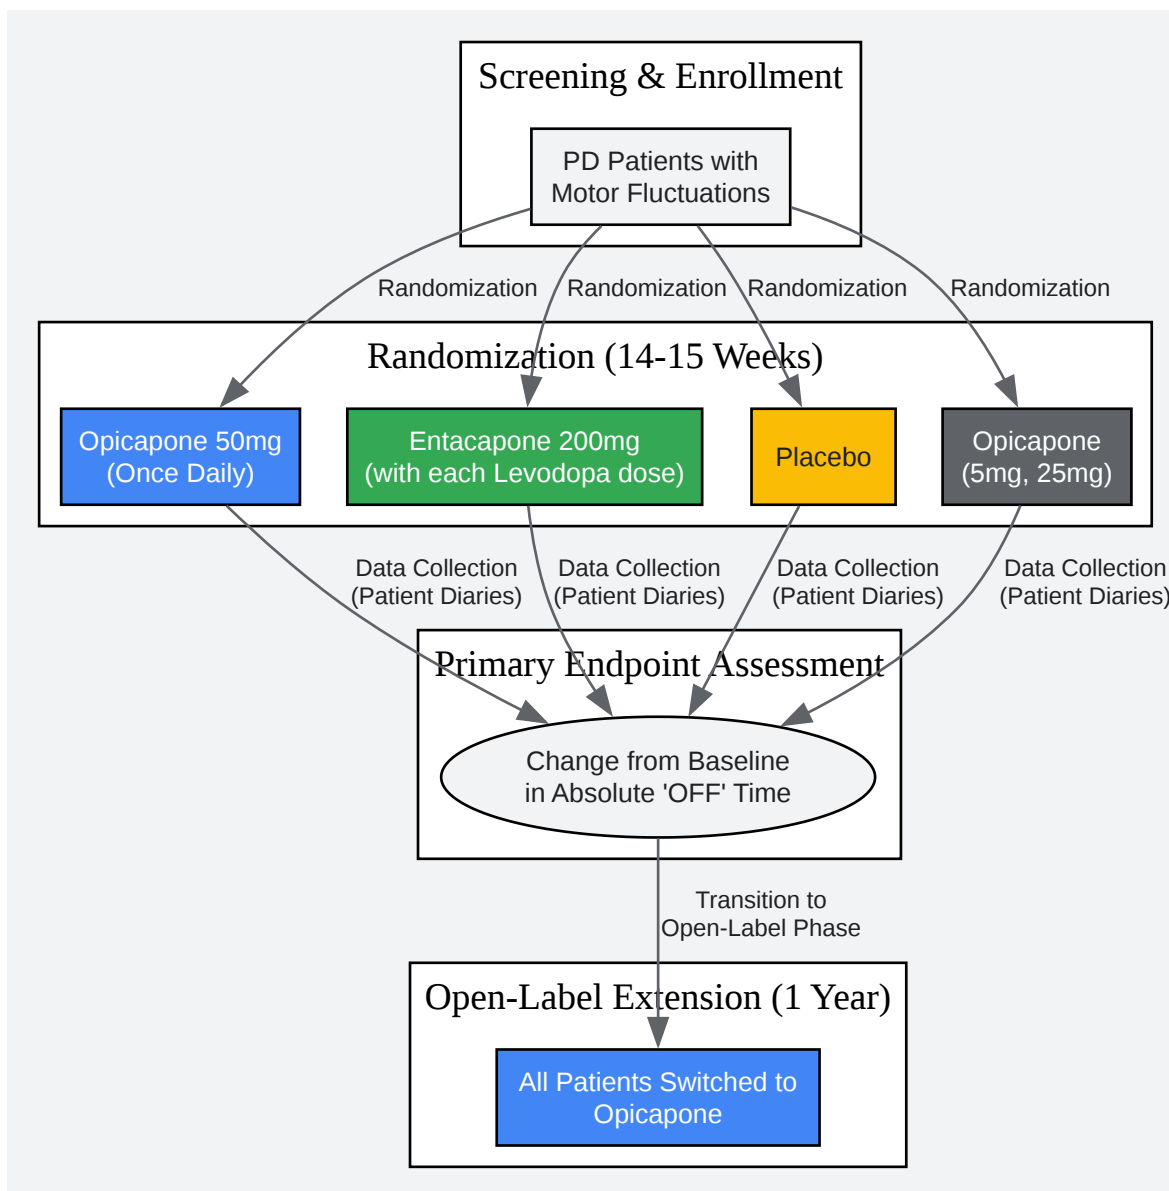 Screening & Enrollment
PD Patients with
Motor Fluctuations
Randomization
Randomization
Randomization
Randomization
Randomization (14-15 Weeks)
Opicapone 50mg
(Once Daily)
Entacapone 200mg
(with each Levodopa dose)
Placebo
Opicapone
(5mg, 25mg)
Data Collection
(Patient Diaries)
Data Collection
(Patient Diaries)
Data Collection
(Patient Diaries)
Data Collection
(Patient Diaries)
Primary Endpoint Assessment
Change from Baseline
in Absolute 'OFF' Time
Transition to
Open-Label Phase
Open-Label Extension (1 Year)
All Patients Switched to
Opicapone